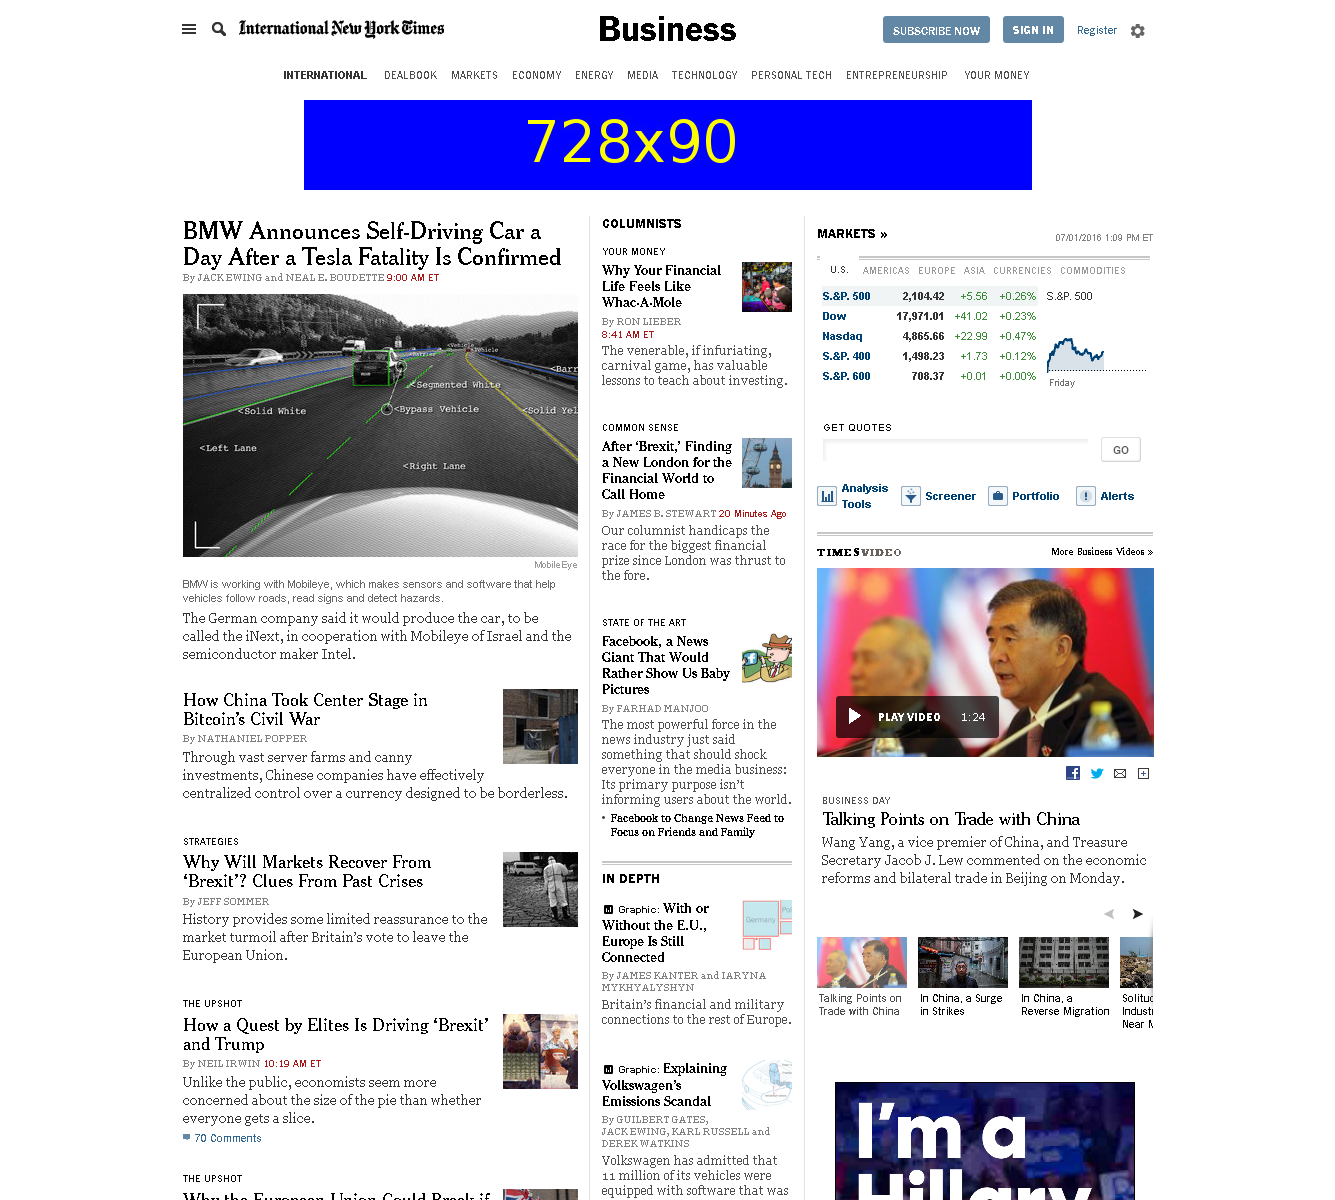 International New York Times
Business
SUBSCRIBE NOW
SIGN IN
Register
INTERNATIONAL DEALBOOK MARKETS ECONOMY ENERGY MEDIA TECHNOLOGY PERSONAL TECH ENTREPRENEURSHIP YOUR MONEY
728x90
BMW Announces Self-Driving Car a
Day After a Tesla Fatality Is Confirmed
By JACK EWING and NEAL E. BOUDETTE 9:00 AM ET
<Vehicle
<Vehicle
<Barr
<Segmented White
<Solid White
<Bypass Vehicle
<Solid Yel
<Left Lane
<Right Lane
MobileEye
BMW is working with Mobileye, which makes sensors and software that help
vehicles follow roads, read signs and detect hazards.
The German company said it would produce the car, to be
called the iNext, in cooperation with Mobileye of Israel and the
semiconductor maker Intel.
How China Took Center Stage in
Bitcoin's Civil War
By NATHANIEL POPPER
Through vast server farms and canny
investments, Chinese companies have effectively
centralized control over a currency designed to be borderless.
STRATEGIES
Why Will Markets Recover From
'Brexit'? Clues From Past Crises
By JEFF SOMMER
History provides some limited reassurance to the
market turmoil after Britain's vote to leave the
European Union.
THE UPSHOT
How a Quest by Elites Is Driving 'Brexit'
and Trump
By NEIL IRWIN 10:19 AM ET
Unlike the public, economists seem more
concerned about the size of the pie than whether
everyone gets a slice.
70 Comments
THE UPSHOT
Why the European Union Could Break if
COLUMNISTS
YOUR MONEY
Why Your Financial
Life Feels Like
Whac-A-Mole
By RON LIEBER
8:41 AM ET
The venerable, if infuriating,
carnival game, has valuable
lessons to teach about investing.
COMMON SENSE
After 'Brexit,' Finding
a New London for the
Financial World to
Call Home
By JAMES B. STEWART 20 Minutes Ago
Our columnist handicaps the
race for the biggest financial
prize since London was thrust to
the fore.
STATE OF THE ART
Facebook, a News
Giant That Would
Rather Show Us Baby
Pictures
By FARHAD MANJOO
The most powerful force in the
news industry just said
something that should shock
everyone in the media business:
Its primary purpose isn't
informing users about the world.
• Facebook to Change News Feed to
Focus on Friends and Family
IN DEPTH
Graphic: With or
Without the E.U.,
Europe Is Still
Connected
Germany
Pol
By JAMES KANTER and IARYNA
MYKHYALYSHYN
Britain's financial and military
connections to the rest of Europe.
Graphic: Explaining
Volkswagen's
Emissions Scandal
By GUILBERT GATES,
JACK EWING, KARL RUSSELL and
DEREK WATKINS
Volkswagen has admitted that
11 million of its vehicles were
equipped with software that was
MARKETS »
07/01/2016 1:09 PM ET
U.S. AMERICAS EUROPE ASIA CURRENCIES COMMODITIES
S.&P. 500 2,104.42 +5.56 +0.26% S.&P. 500
Dow 17,971.01 +41.02 +0.23%
Nasdaq 4,865.66 +22.99 +0.47%
S.&P. 400 1,498.23 +1.73 +0.12%
S.&P. 600 708.37 +0.01 +0.00%
Friday
GET QUOTES
GO
Analysis
Tools
Screener
Portfolio
Alerts
TIMESVIDEO
More Business Videos »
PLAY VIDEO 1:24
BUSINESS DAY
Talking Points on Trade with China
Wang Yang, a vice premier of China, and Treasure
Secretary Jacob J. Lew commented on the economic
reforms and bilateral trade in Beijing on Monday.
Talking Points on
Trade with China
In China, a Surge
in Strikes
In China, a
Reverse Migration
Solitud
Industi
Near M
I'm a
Hillary